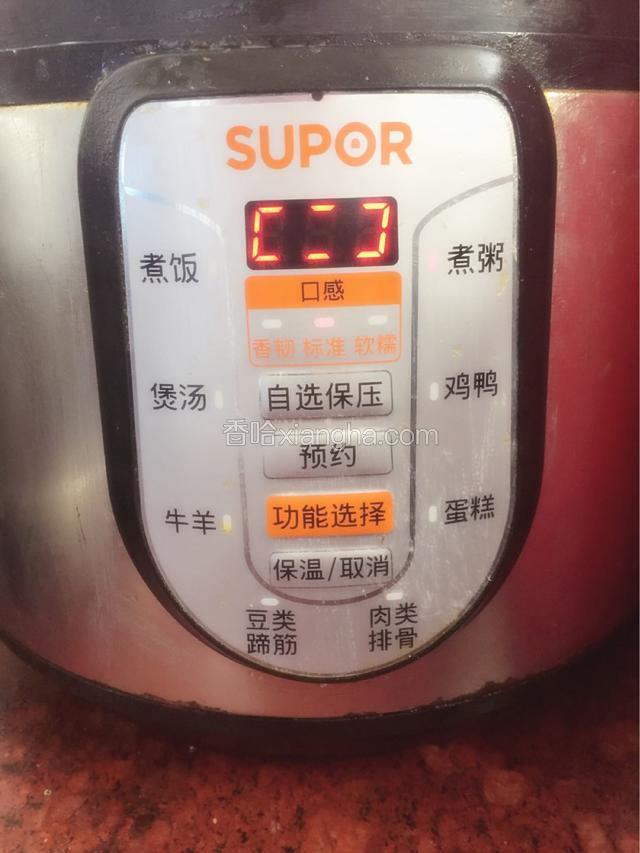 SUPOR
煮饭
煮粥
口感
香韧 标准 软糯
煲汤
自选保压
鸡鸭
香哈xiangha.com
预约
牛羊
功能选择
蛋糕
保温/取消
豆类
蹄筋
肉类
排骨